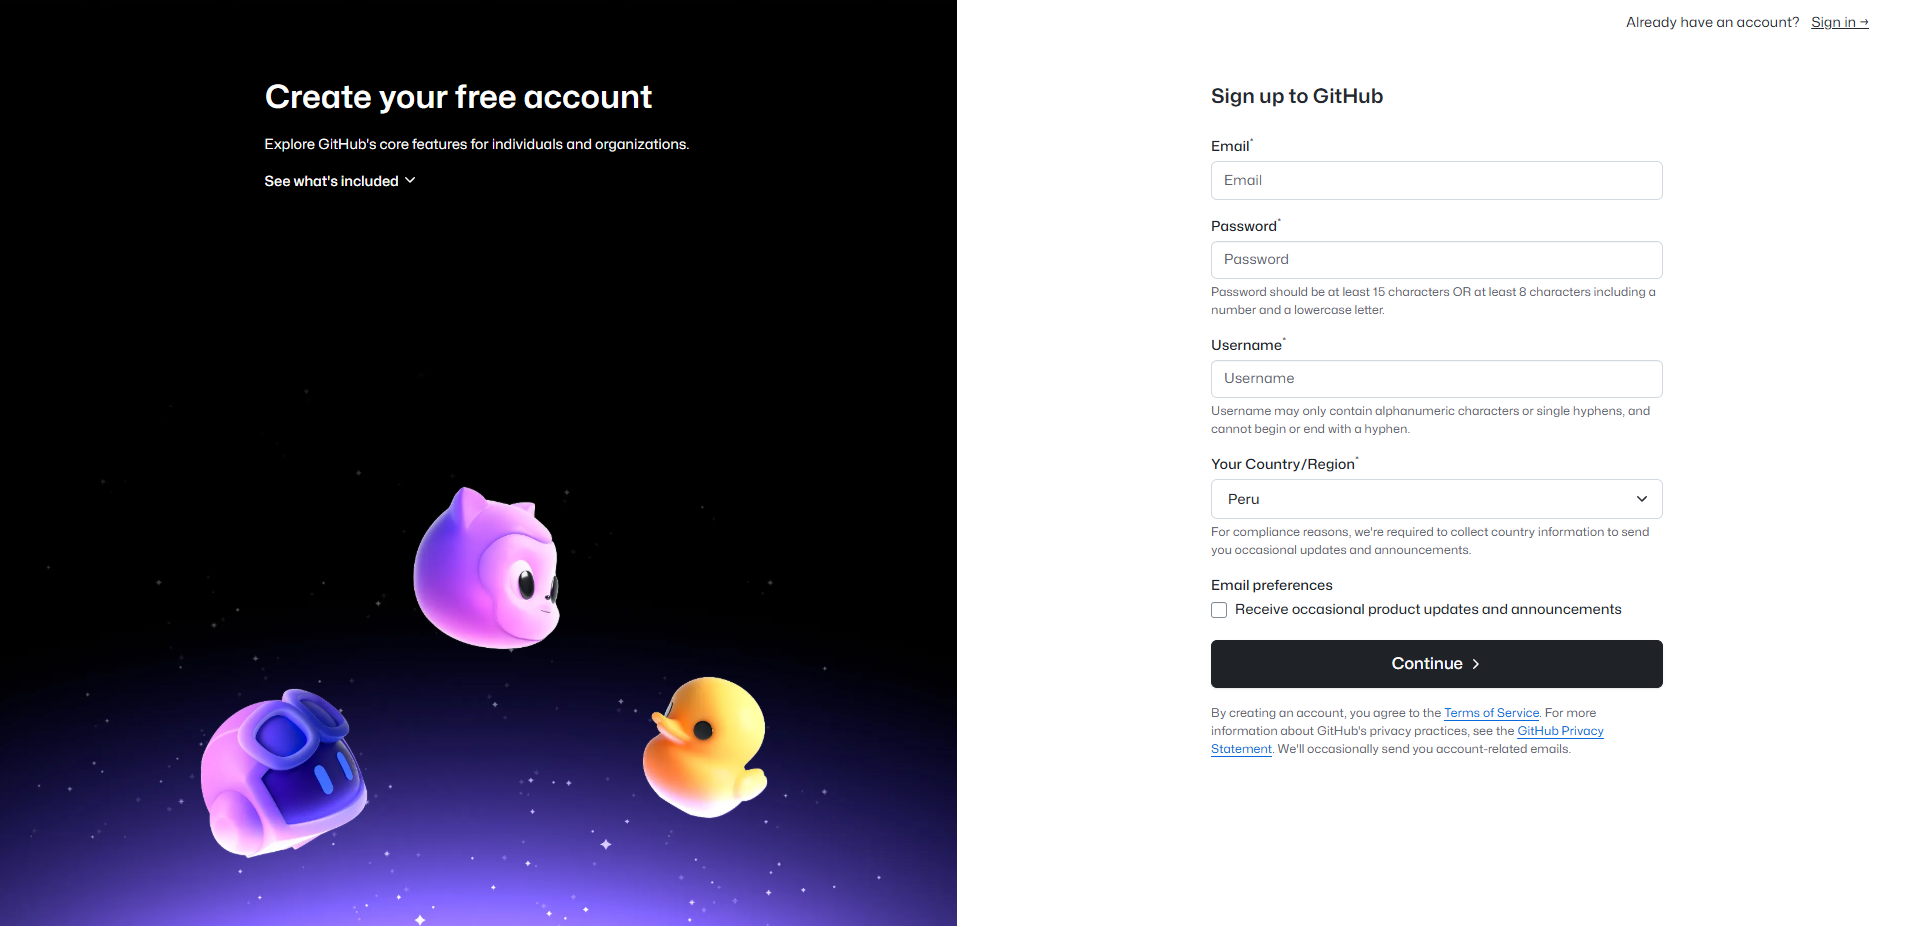 Already have an account? Sign in →
Create your free account
Explore GitHub's core features for individuals and organizations.
See what's included
Sign up to GitHub
Email*
Email
Password*
Password
Password should be at least 15 characters OR at least 8 characters including a
number and a lowercase letter.
Username*
Username
Username may only contain alphanumeric characters or single hyphens, and
cannot begin or end with a hyphen.
Your Country/Region*
Peru
For compliance reasons, we're required to collect country information to send
you occasional updates and announcements.
Email preferences
Receive occasional product updates and announcements
Continue
By creating an account, you agree to the Terms of Service. For more
information about GitHub's privacy practices, see the GitHub Privacy
Statement. We'll occasionally send you account-related emails.